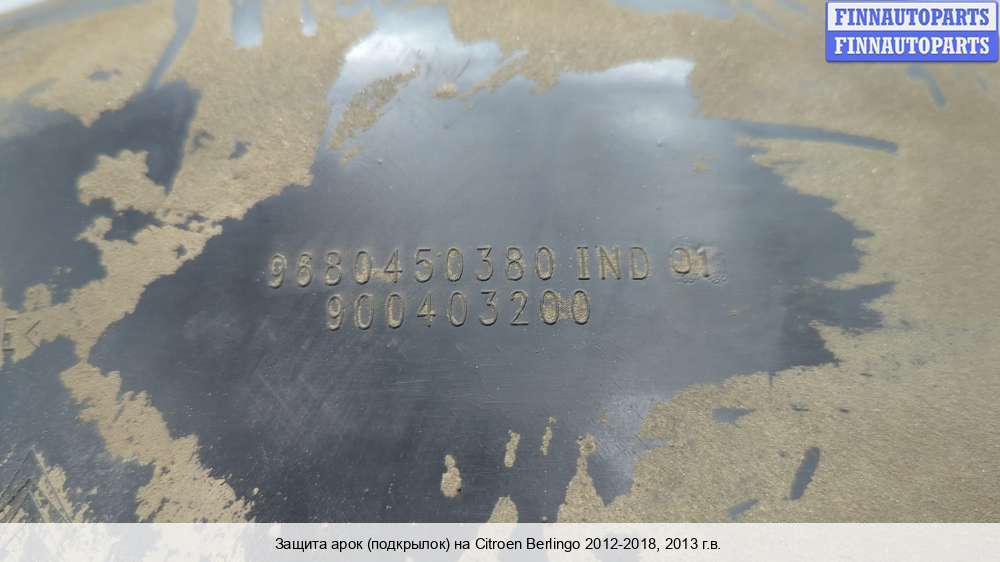 FINNAUTOPARTS
FINNAUTOPARTS
9680450380 IND 01
900403200
Защита арок (подкрылок) на Citroen Berlingo 2012-2018, 2013 г.в.